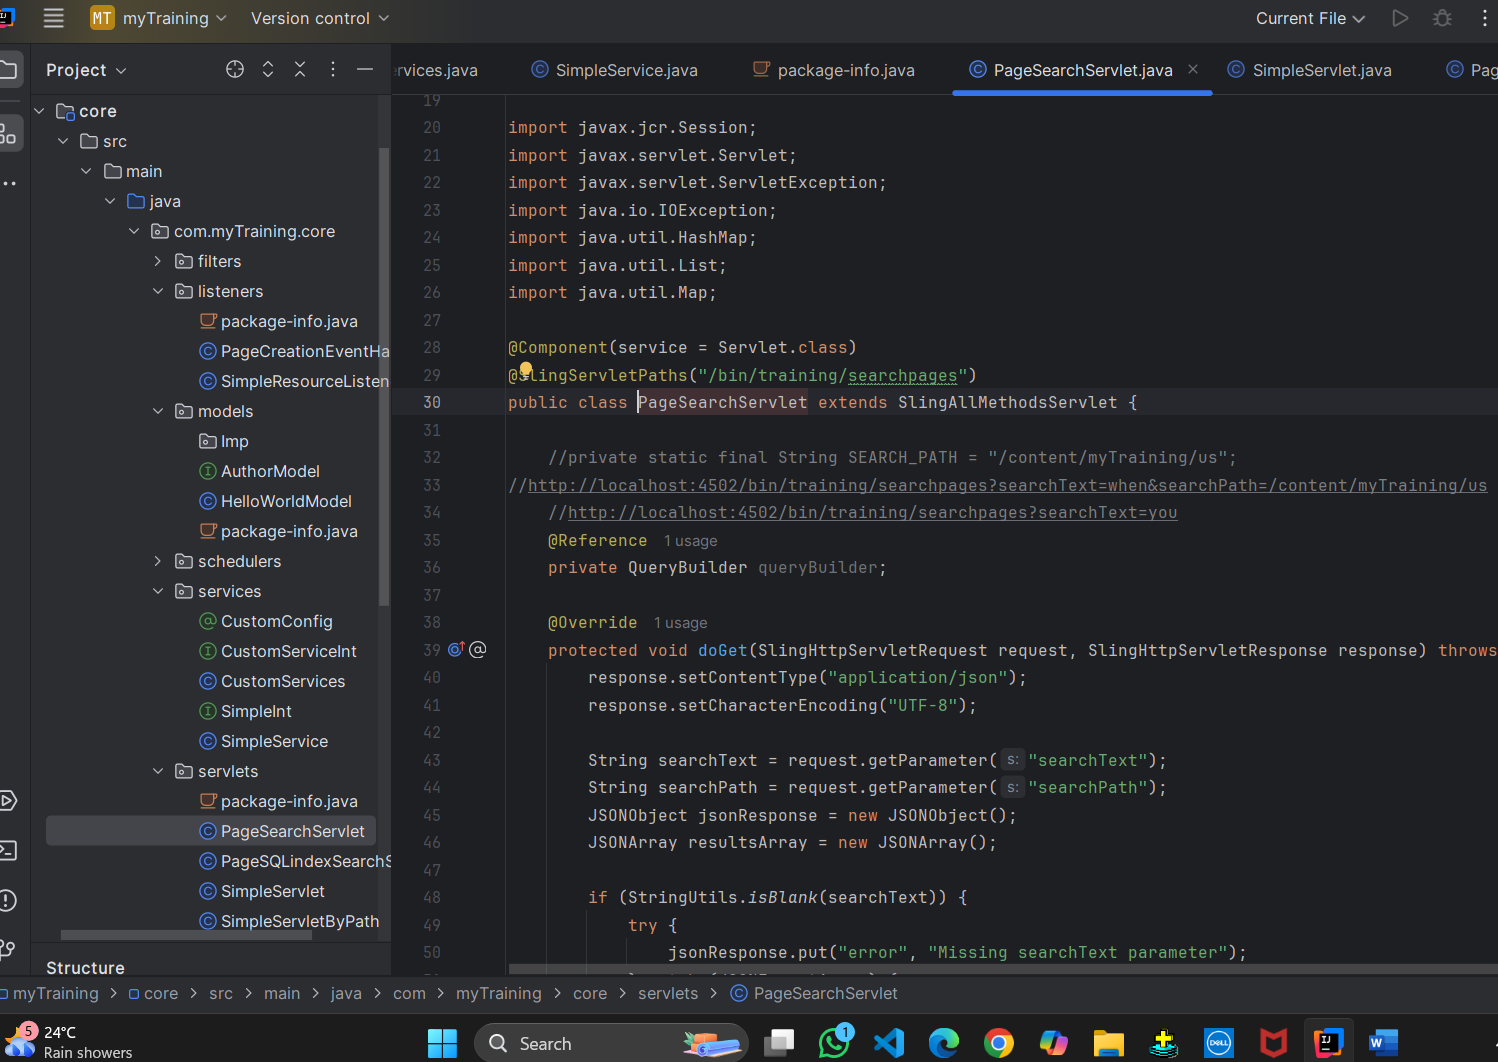 MT myTraining Version control Current File
Project
rvices.java SimpleService.java package-info.java PageSearchServlet.java SimpleServlet.java Pag
core
src
main
java
com.myTraining.core
filters
listeners
package-info.java
PageCreationEventHa
SimpleResourceListen
models
Imp
AuthorModel
HelloWorldModel
package-info.java
schedulers
services
CustomConfig
CustomServiceInt
CustomServices
SimpleInt
SimpleService
servlets
package-info.java
PageSearchServlet
PageSQLindexSearchS
SimpleServlet
SimpleServletByPath
Structure
19
20 import javax.jcr.Session;
21 import javax.servlet.Servlet;
22 import javax.servlet.ServletException;
23 import java.io.IOException;
24 import java.util.HashMap;
25 import java.util.List;
26 import java.util.Map;
27
28 @Component(service = Servlet.class)
29 @SlingServletPaths("/bin/training/searchpages")
30 public class PageSearchServlet extends SlingAllMethodsServlet {
31
32 //private static final String SEARCH_PATH = "/content/myTraining/us";
33 //http://localhost:4502/bin/training/searchpages?searchText=when&searchPath=/content/myTraining/us
34 //http://localhost:4502/bin/training/searchpages?searchText=you
35 @Reference 1 usage
36 private QueryBuilder queryBuilder;
37
38 @Override 1 usage
39 protected void doGet(SlingHttpServletRequest request, SlingHttpServletResponse response) throws
40 response.setContentType("application/json");
41 response.setCharacterEncoding("UTF-8");
42
43 String searchText = request.getParameter( s: "searchText");
44 String searchPath = request.getParameter( s: "searchPath");
45 JSONObject jsonResponse = new JSONObject();
46 JSONArray resultsArray = new JSONArray();
47
48 if (StringUtils.isBlank(searchText)) {
49 try {
50 jsonResponse.put("error", "Missing searchText parameter");
myTraining > core > src > main > java > com > myTraining > core > servlets > PageSearchServlet
5 24°C
Rain showers
Search
1
DELL
IJ
W